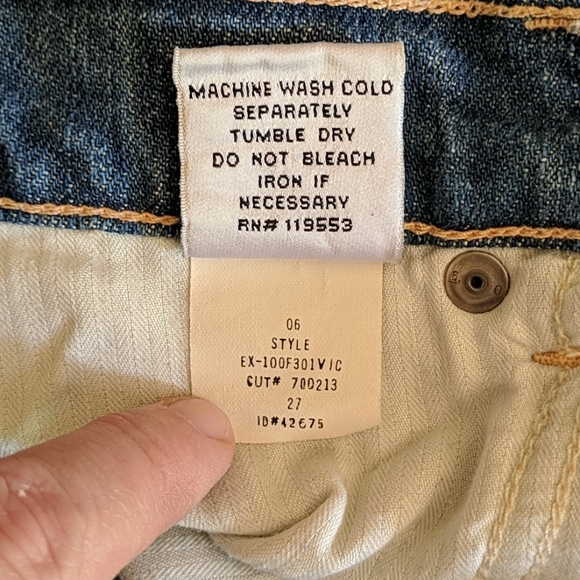 MACHINE WASH COLD
SEPARATELY
TUMBLE DRY
DO NOT BLEACH
IRON IF
NECESSARY
RN# 119553
06
STYLE
EX-100F301VIC
CUT# 700213
27
ID#42675